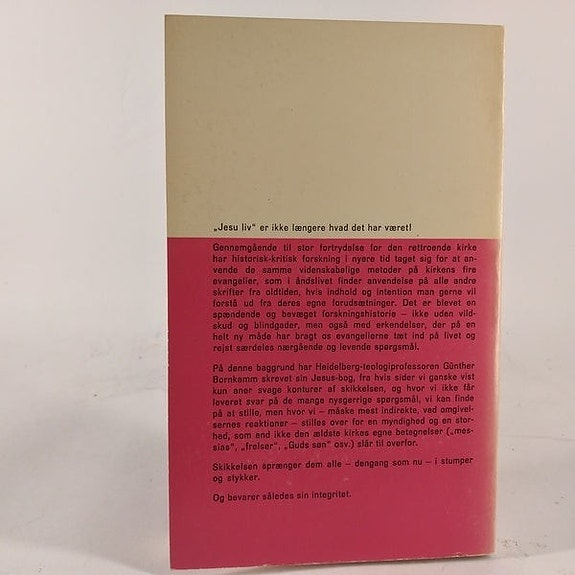 „Jesu liv“ er ikke længere hvad det har været!
Gennemgående til stor fortrydelse for den rettroende kirke
har historisk-kritisk forskning i nyere tid taget sig for at an-
vende de samme videnskabelige metoder på kirkens fire
evangelier, som i åndslivet finder anvendelse på alle andre
skrifter fra oldtiden, hvis indhold og intention man gerne vil
forstå ud fra deres egne forudsætninger. Det er blevet en
spændende og bevæget forskningshistorie – ikke uden vild-
skud og blindgader, men også med erkendelser, der på en
helt ny måde har bragt os evangelierne tæt ind på livet og
rejst særdeles nærgående og levende spørgsmål.
På denne baggrund har Heidelberg-teologiprofessoren Günther
Bornkamm skrevet sin Jesus-bog, fra hvis sider vi ganske vist
kun aner svage konturer af skikkelsen, og hvor vi ikke får
leveret svar på de mange nysgerrige spørgsmål, vi kan finde
på at stille, men hvor vi – måske mest indirekte, ved omgivel-
sernes reaktioner – stilles over for en myndighed og en stor-
hed, som end ikke den ældste kirkes egne betegnelser („mes-
sias“, „frelser“, „Guds søn“ osv.) slår til overfor.
Skikkelsen sprænger dem alle – dengang som nu – i stumper
og stykker.
Og bevarer således sin integritet.